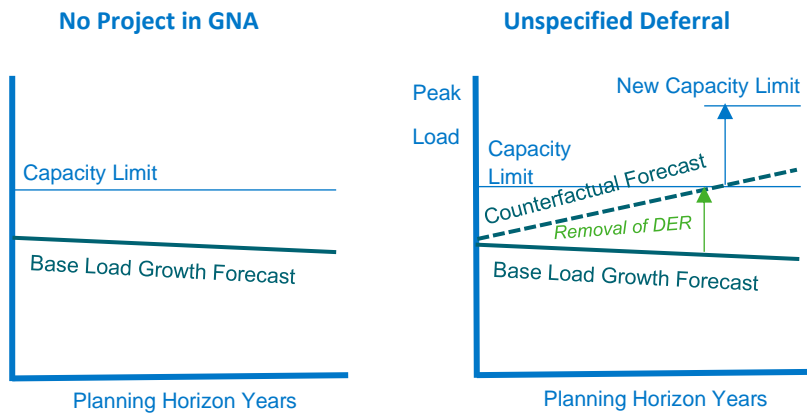 No Project in GNA
Capacity Limit
Base Load Growth Forecast
Planning Horizon Years
Unspecified Deferral
Peak
Load
New Capacity Limit
Capacity
Limit
Counterfactual Forecast
Removal of DER
Base Load Growth Forecast
Planning Horizon Years